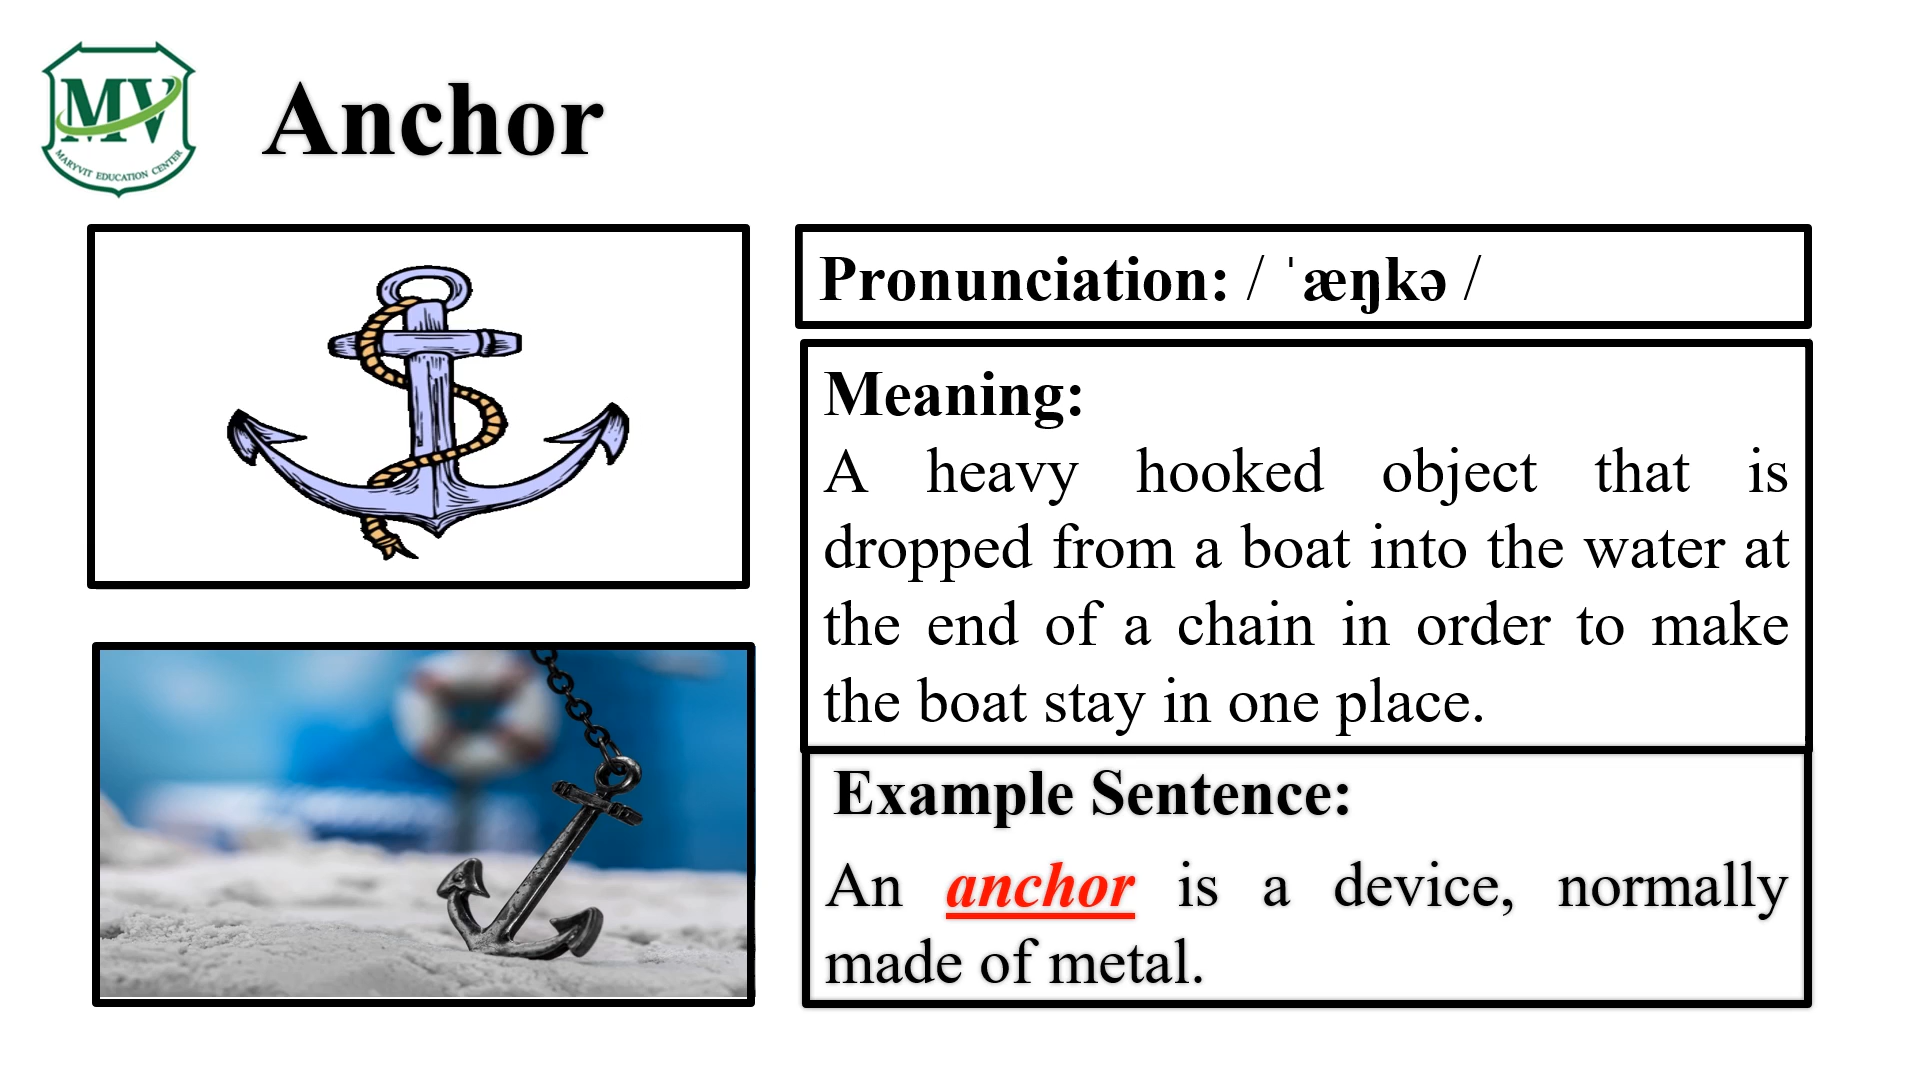 MV
MARYVIT EDUCATION CENTER
Anchor
Pronunciation: / ˈæŋkə /
Meaning:
A heavy hooked object that is
dropped from a boat into the water at
the end of a chain in order to make
the boat stay in one place.
Example Sentence:
An anchor is a device, normally
made of metal.